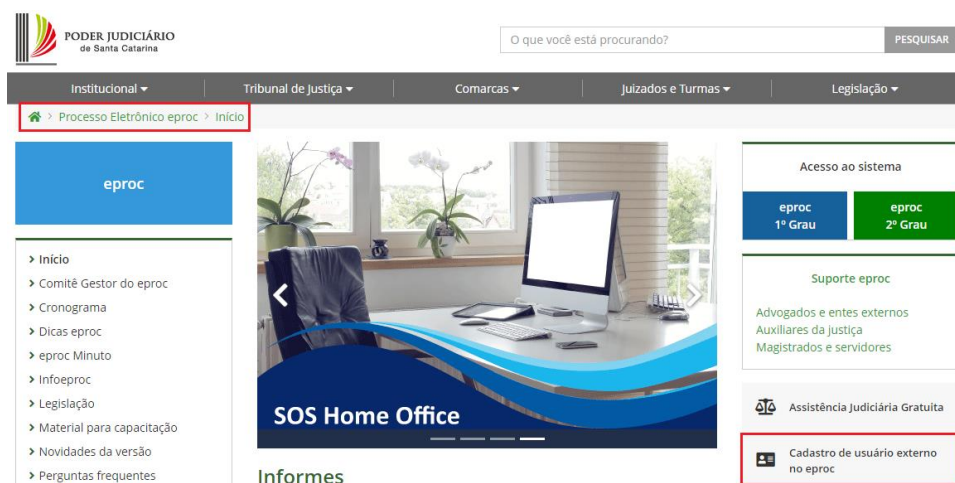 PODER JUDICIÁRIO
de Santa Catarina
O que você está procurando?
PESQUISAR
Institucional
Tribunal de Justiça
Comarcas
Juizados e Turmas
Legislação
> Processo Eletrônico eproc > Início
eproc
> Início
> Comitê Gestor do eproc
> Cronograma
> Dicas eproc
> eproc Minuto
> Infoeproc
> Legislação
> Material para capacitação
> Novidades da versão
> Perguntas frequentes
SOS Home Office
Informes
Acesso ao sistema
eproc
1º Grau
eproc
2º Grau
Suporte eproc
Advogados e entes externos
Auxiliares da justiça
Magistrados e servidores
Assistência Judiciária Gratuita
Cadastro de usuário externo
no eproc